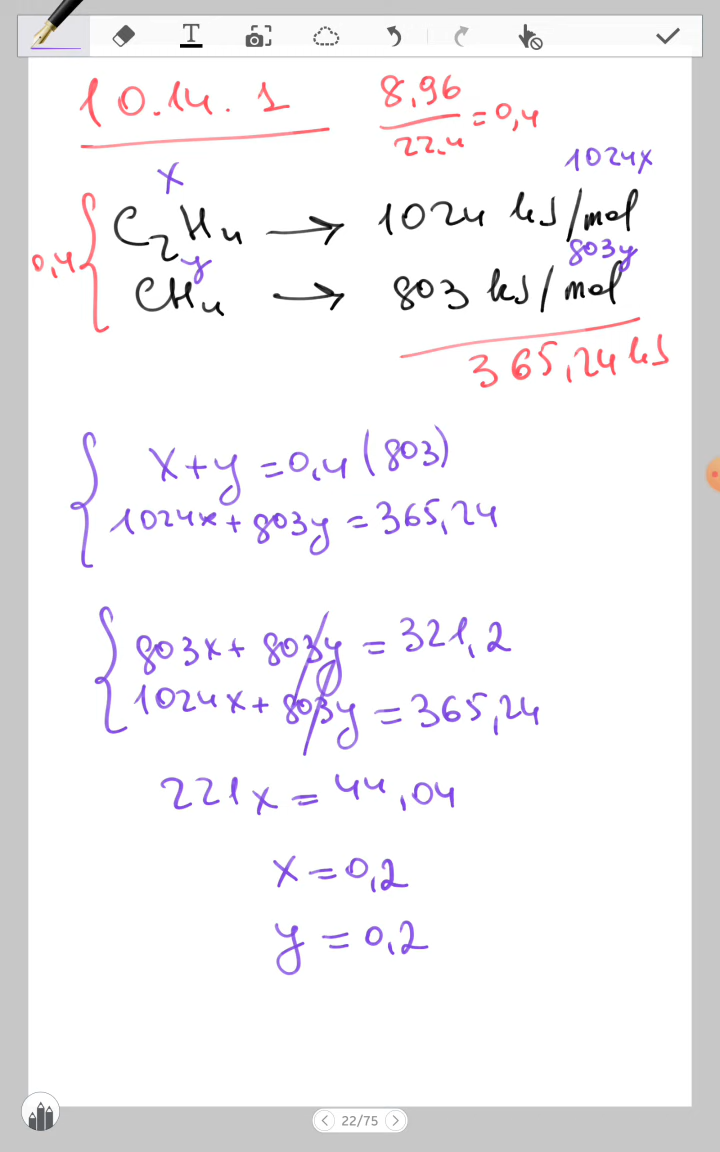 T
10.14.1
8,96
22.4
=0,4
x
1024x
C2H4 → 1024 kJ/mol
0,4
y
803y
CH4 → 803 kJ/mol
365,24 kJ
x+y=0,4 (803)
1024x+803y=365,24
803x+803y=321,2
1024x+803y=365,24
221x=44,04
x=0,2
y=0,2
22/75